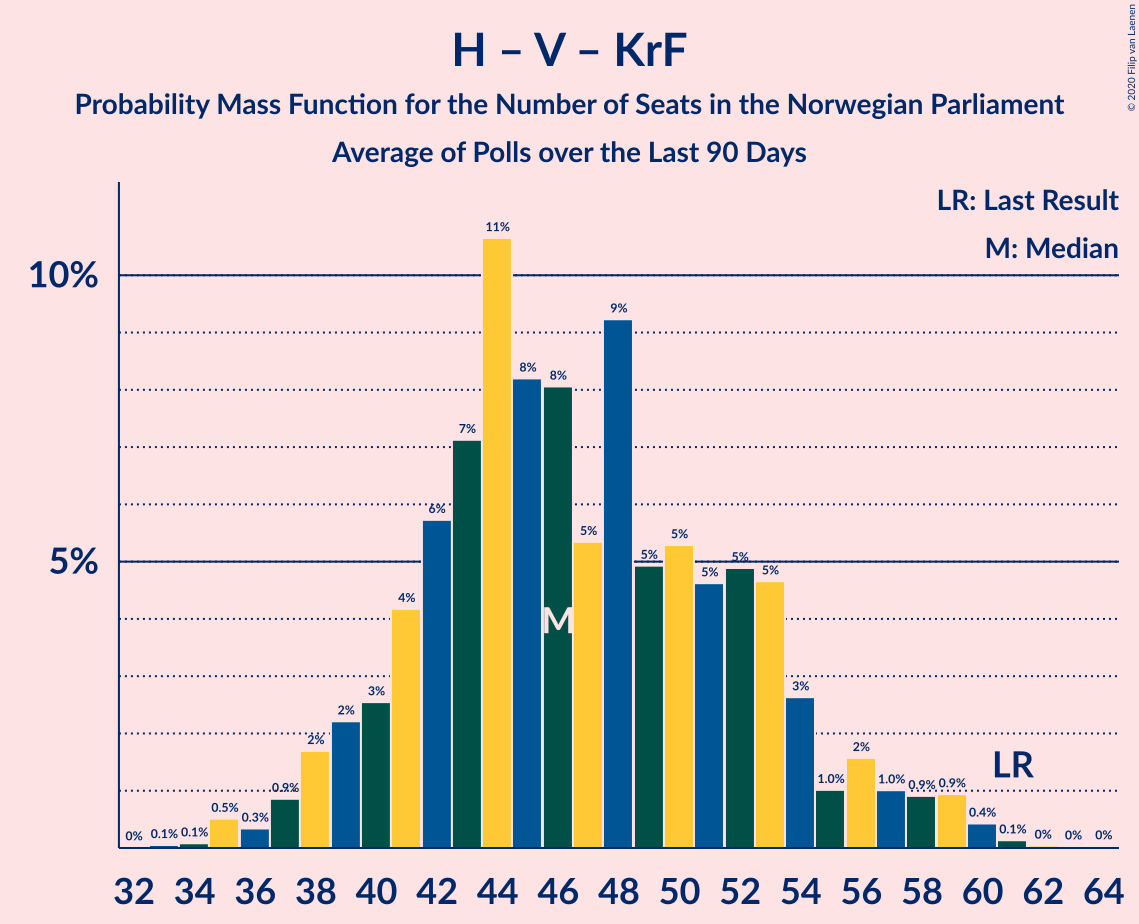 H – V – KrF
Probability Mass Function for the Number of Seats in the Norwegian Parliament
Average of Polls over the Last 90 Days
© 2020 Filip van Laenen
LR: Last Result
M: Median
10%
5%
0% 0.1% 0.1% 0.5% 0.3% 0.9% 2% 2% 3% 4% 6% 7% 11% 8% 8% 5% 9% 5% 5% 5% 5% 5% 3% 1.0% 2% 1.0% 0.9% 0.9% 0.4% 0.1% 0% 0% 0%
M
LR
32 34 36 38 40 42 44 46 48 50 52 54 56 58 60 62 64